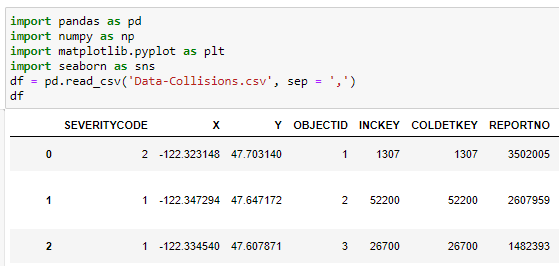 import pandas as pd
import numpy as np
import matplotlib.pyplot as plt
import seaborn as sns
df = pd.read_csv('Data-Collisions.csv', sep = ',')
df
SEVERITYCODE X Y OBJECTID INCKEY COLDETKEY REPORTNO
0 2 -122.323148 47.703140 1 1307 1307 3502005
1 1 -122.347294 47.647172 2 52200 52200 2607959
2 1 -122.334540 47.607871 3 26700 26700 1482393